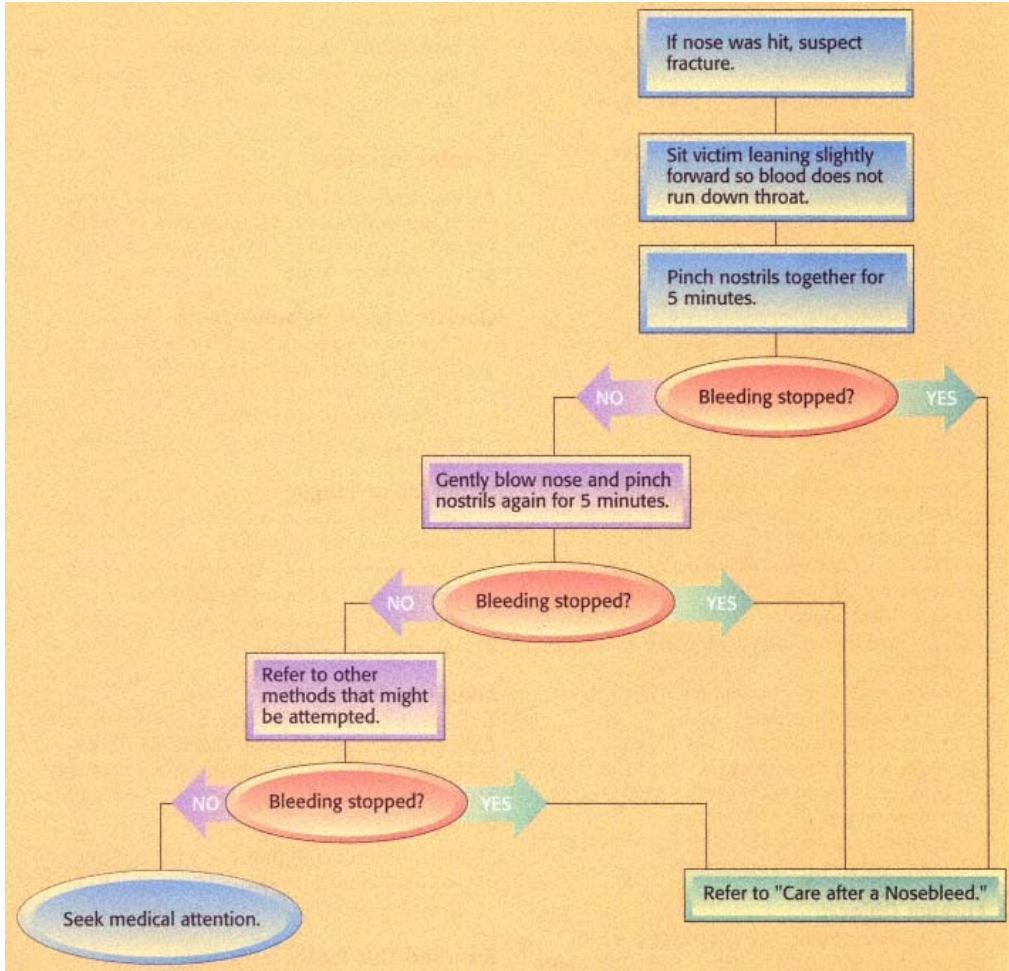 If nose was hit, suspect
fracture.
Sit victim leaning slightly
forward so blood does not
run down throat.
Pinch nostrils together for
5 minutes.
NO
Bleeding stopped?
YES
Gently blow nose and pinch
nostrils again for 5 minutes.
NO
Bleeding stopped?
YES
Refer to other
methods that might
be attempted.
NO
Bleeding stopped?
YES
Refer to "Care after a Nosebleed."
Seek medical attention.